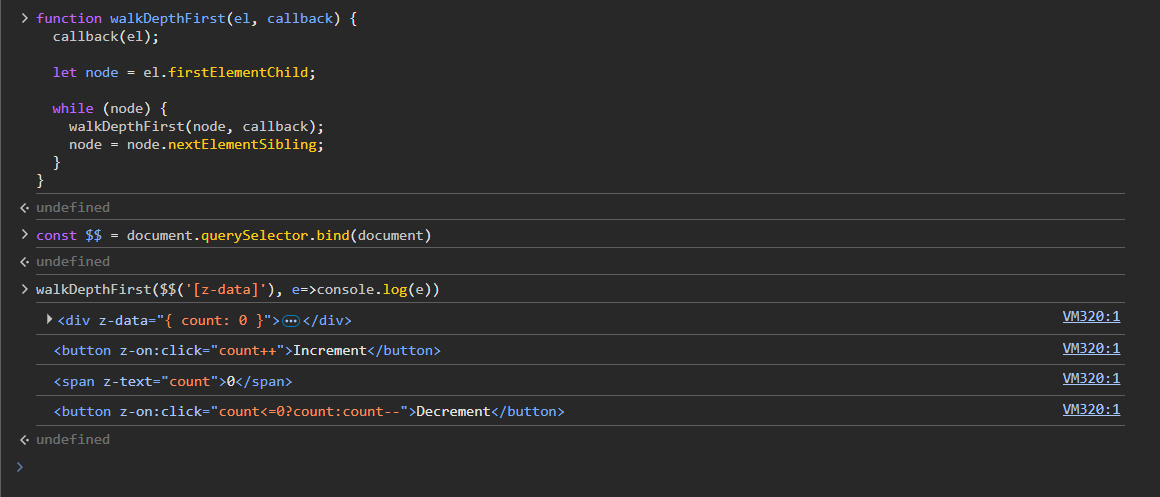 function walkDepthFirst(el, callback) {
callback(el);
let node = el.firstElementChild;
while (node) {
walkDepthFirst(node, callback);
node = node.nextElementSibling;
}
}
undefined
const $$ = document.querySelector.bind(document)
undefined
walkDepthFirst($$('[z-data]'), e=>console.log(e))
<div z-data="{ count: 0 }">…</div> VM320:1
<button z-on:click="count++">Increment</button> VM320:1
<span z-text="count">0</span> VM320:1
<button z-on:click="count<=0?count:count--">Decrement</button> VM320:1
undefined